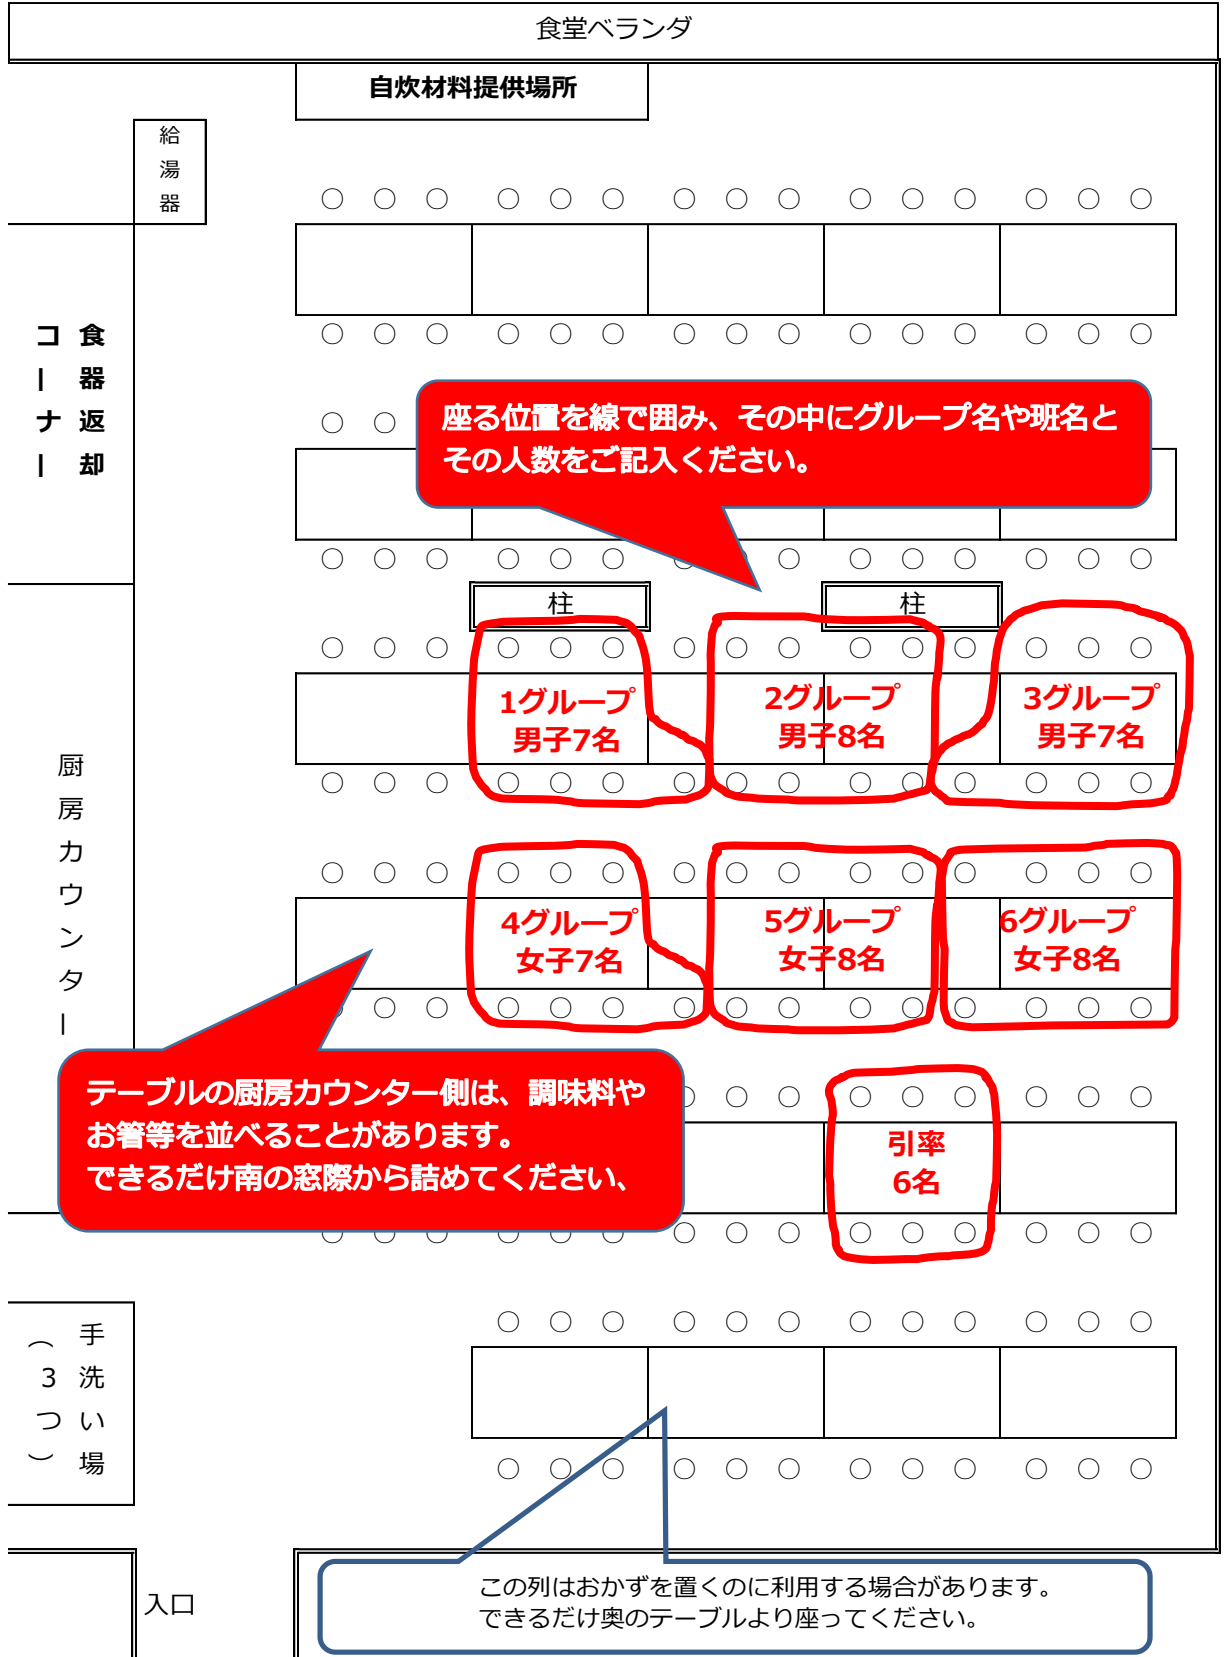 食堂ベランダ
自炊材料提供場所
給湯器
食器返却
コーナー
座る位置を線で囲み、その中にグループ名や班名と
その人数をご記入ください。
柱
柱
1グループ
男子7名
2グループ
男子8名
3グループ
男子7名
厨房カウンター
4グループ
女子7名
5グループ
女子8名
6グループ
女子8名
テーブルの厨房カウンター側は、調味料や
お箸等を並べることがあります。
できるだけ南の窓際から詰めてください、
引率
6名
手洗い場
（3つ）
入口
この列はおかずを置くのに利用する場合があります。
できるだけ奥のテーブルより座ってください。